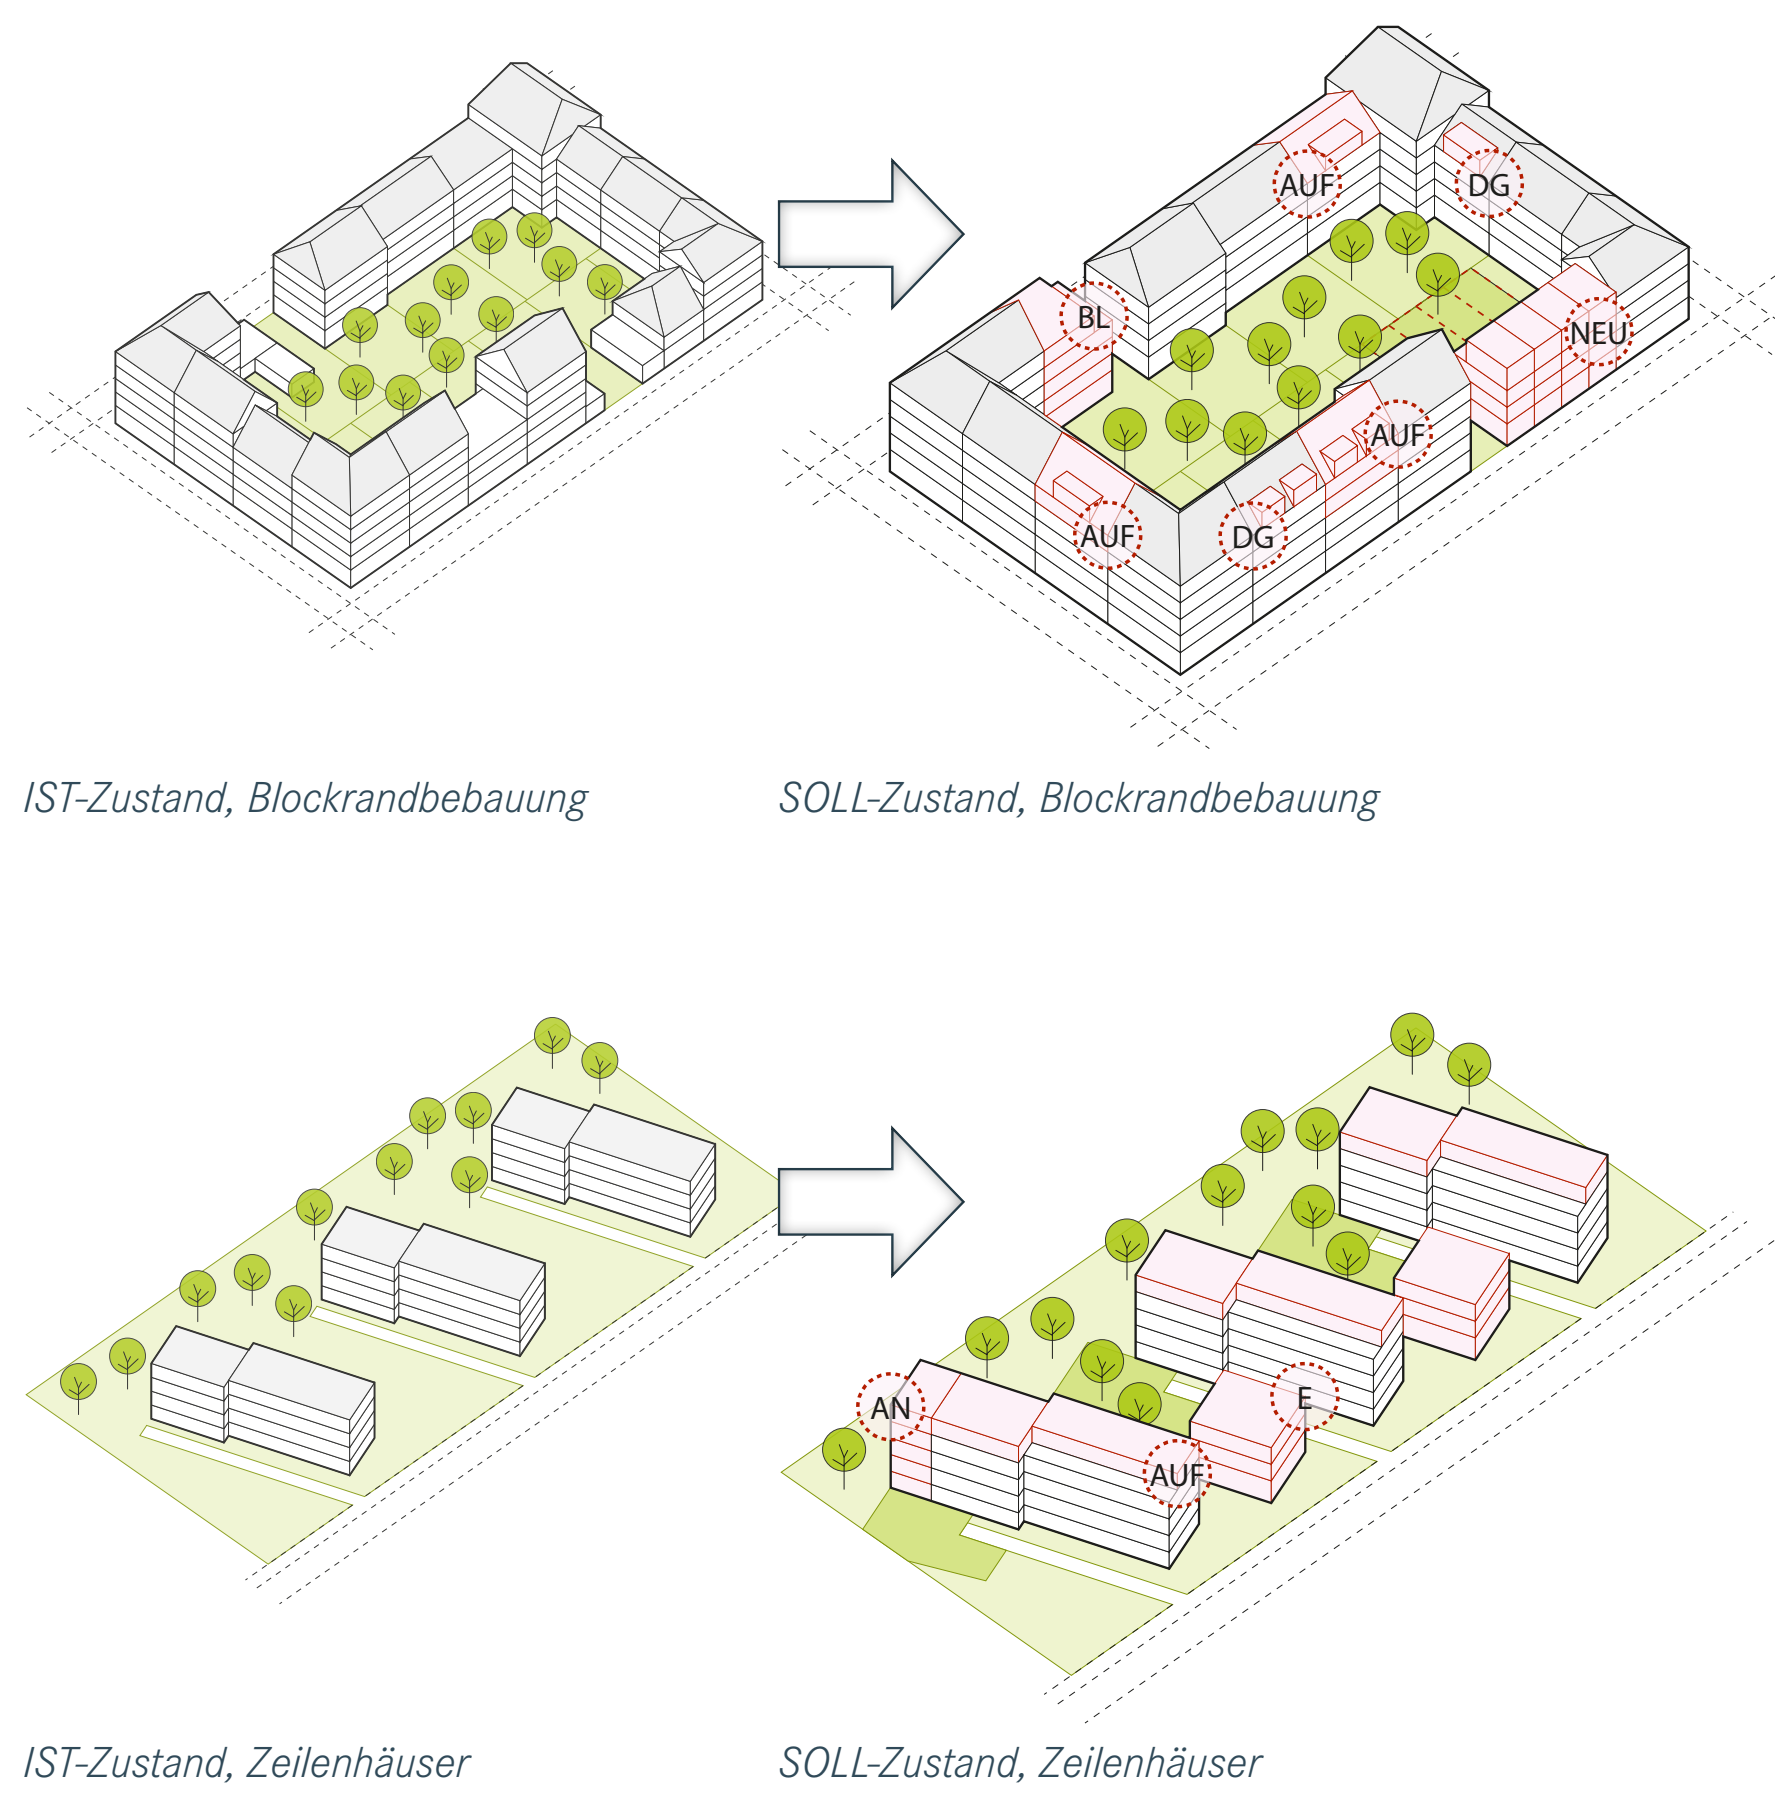 AUF
DG
BL
NEU
AUF
AUF
DG
IST-Zustand, Blockrandbebauung
SOLL-Zustand, Blockrandbebauung
AN
E
AUF
IST-Zustand, Zeilenhäuser
SOLL-Zustand, Zeilenhäuser